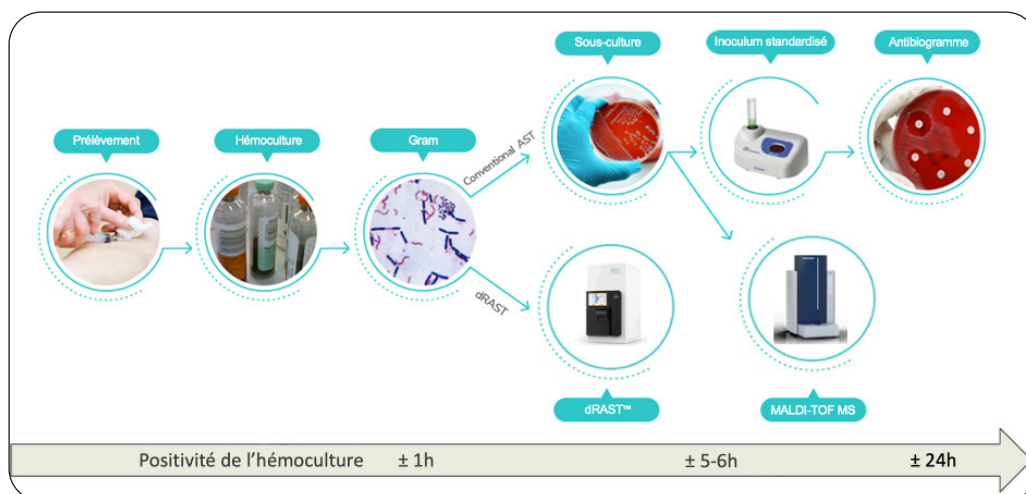 Sous-culture
Inoculum standardisé
Antibiogramme
Prélèvement
Hémoculture
Gram
Conventional AST
dRAST
dRAST™
MALDI-TOF MS
Positivité de l'hémoculture
± 1h
± 5-6h
± 24h